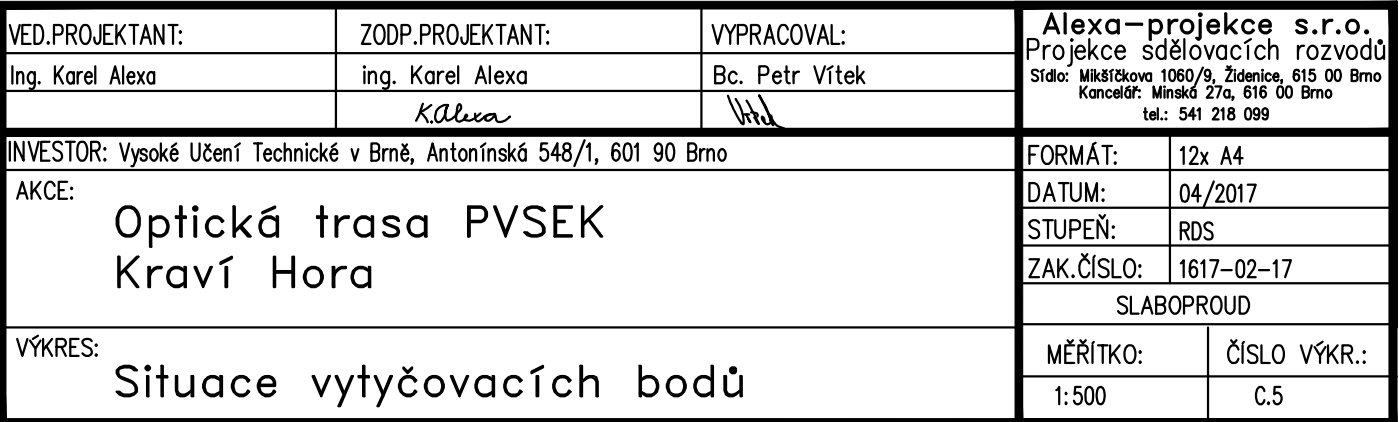 VED.PROJEKTANT: ZODP.PROJEKTANT: VYPRACOVAL:
Ing. Karel Alexa ing. Karel Alexa Bc. Petr Vítek
K.Alexa Vítek
Alexa-projekce s.r.o.
Projekce sdělovacích rozvodů
Sídlo: Mikšíčkova 1060/9, Židenice, 615 00 Brno
Kancelář: Minská 27a, 616 00 Brno
tel.: 541 218 099
INVESTOR: Vysoké Učení Technické v Brně, Antonínská 548/1, 601 90 Brno
AKCE:
Optická trasa PVSEK
Kraví Hora
VÝKRES:
Situace vytyčovacích bodů
FORMÁT: 12x A4
DATUM: 04/2017
STUPEŇ: RDS
ZAK.ČÍSLO: 1617-02-17
SLABOPROUD
MĚŘÍTKO: ČÍSLO VÝKR.:
1:500 C.5